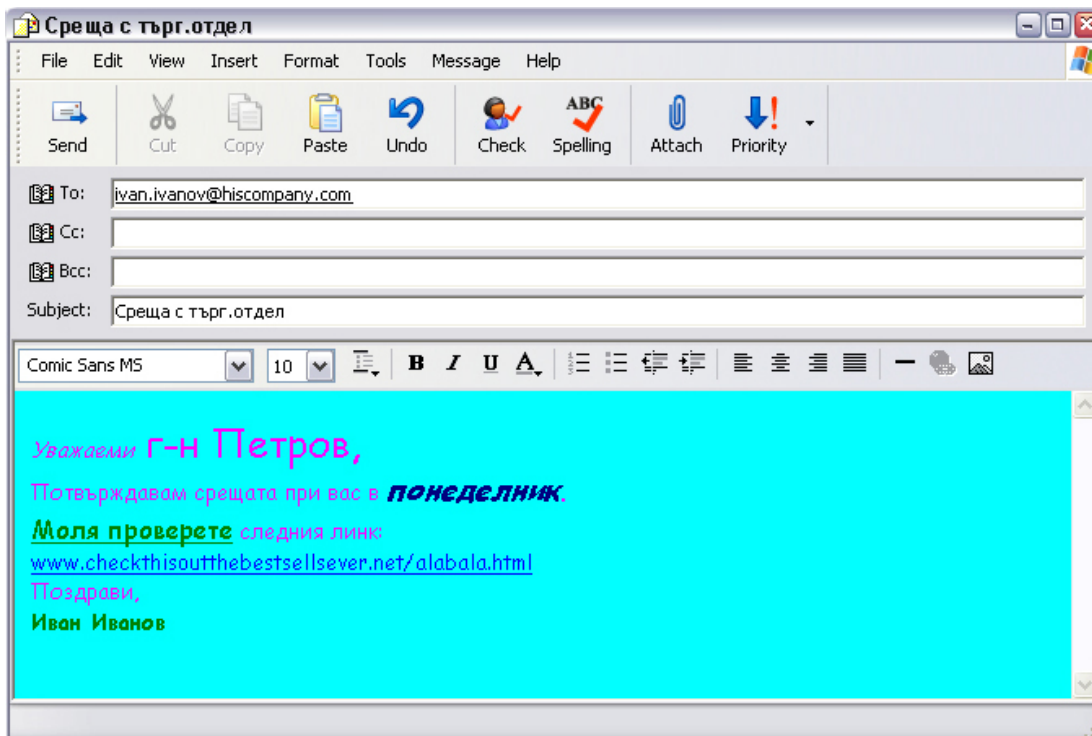 Среща с търг.отдел
File Edit View Insert Format Tools Message Help
ABC
Send Cut Copy Paste Undo Check Spelling Attach Priority
To: ivan.ivanov@hiscompany.com
Cc:
Bcc:
Subject: Среща с търг.отдел
Comic Sans MS 10 B I U A
Уважаеми г-н Петров,
Потвърждавам срещата при вас в понеделник.
Моля проверете следния линк:
www.checkthisoutthebestsellsever.net/alabala.html
Поздрави,
Иван Иванов